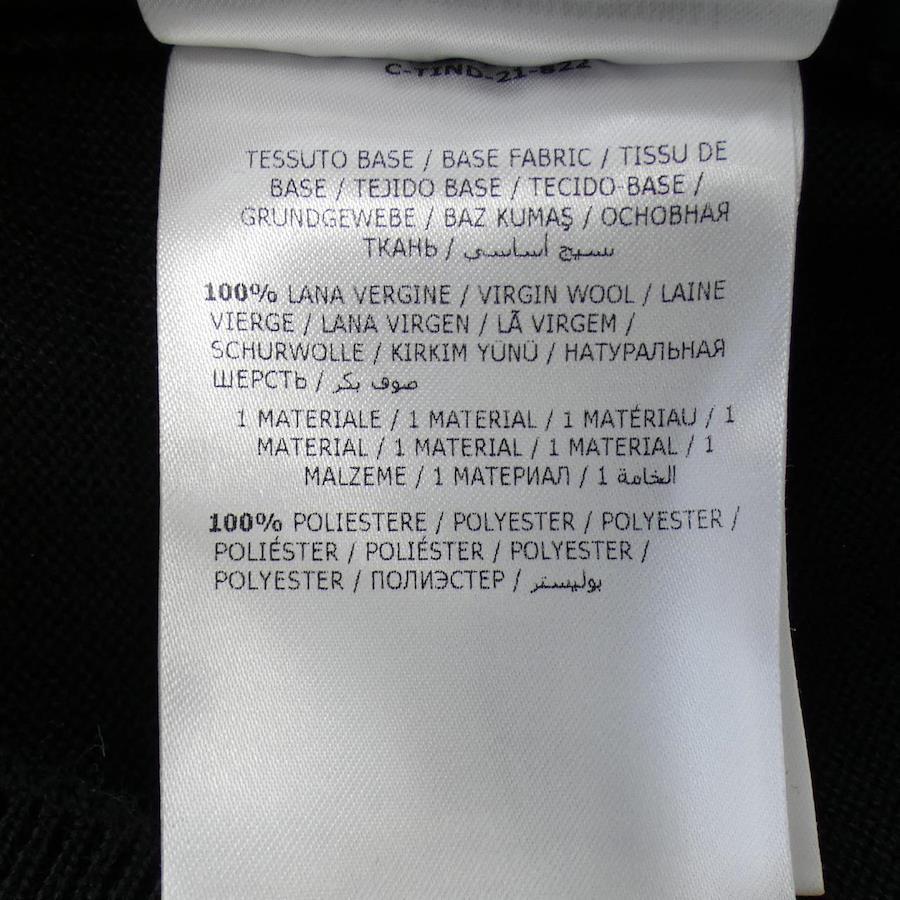 C-TIND-21-822
TESSUTO BASE / BASE FABRIC / TISSU DE
BASE / TEJIDO BASE / TECIDO-BASE /
GRUNDGEWEBE / BAZ KUMAŞ / ОСНОВНАЯ
ТКАНЬ / نسيج أساسي
100% LANA VERGINE / VIRGIN WOOL / LAINE
VIERGE / LANA VIRGEN / LÃ VIRGEM /
SCHURWOLLE / KIRKIM YÜNÜ / НАТУРАЛЬНАЯ
ШЕРСТЬ / صوف بكر
1 MATERIALE / 1 MATERIAL / 1 MATÉRIAU / 1
MATERIAL / 1 MATERIAL / 1 MATERIAL / 1
MALZEME / 1 МАТЕРИАЛ / 1 الخامة
100% POLIESTERE / POLYESTER / POLYESTER /
POLIÉSTER / POLIÉSTER / POLYESTER /
POLYESTER / ПОЛИЭСТЕР / بوليستر